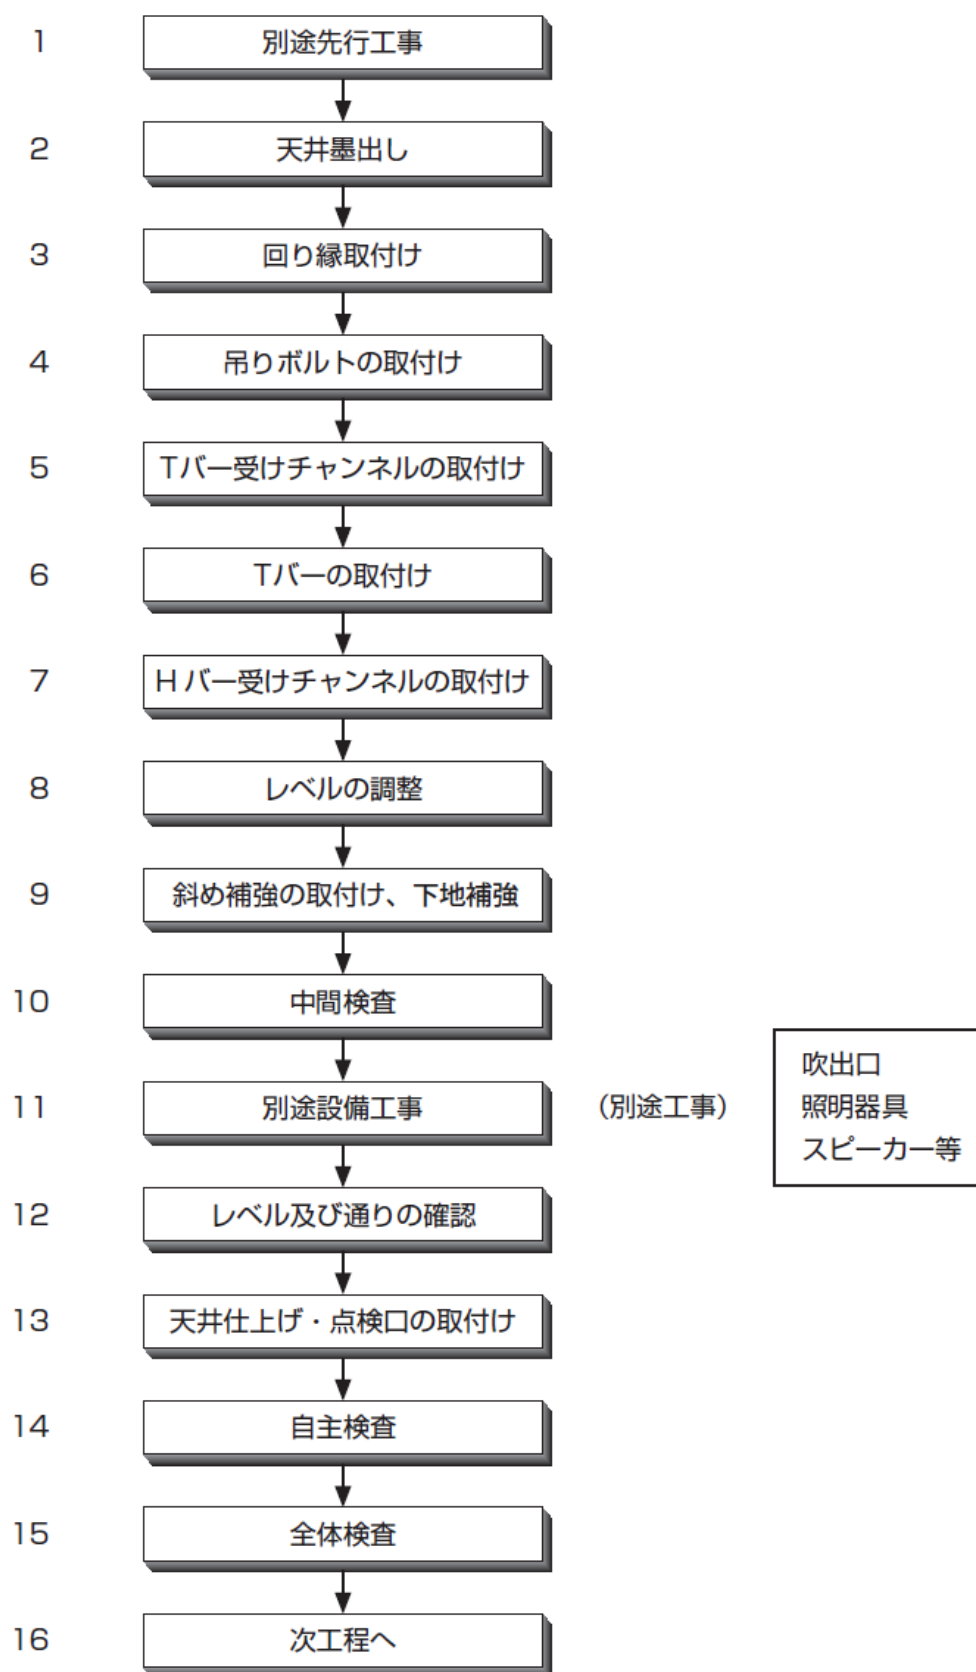 1 別途先行工事
2 天井墨出し
3 回り縁取付け
4 吊りボルトの取付け
5 Tバー受けチャンネルの取付け
6 Tバーの取付け
7 Hバー受けチャンネルの取付け
8 レベルの調整
9 斜め補強の取付け、下地補強
10 中間検査
11 別途設備工事 (別途工事)
吹出口
照明器具
スピーカー等
12 レベル及び通りの確認
13 天井仕上げ・点検口の取付け
14 自主検査
15 全体検査
16 次工程へ